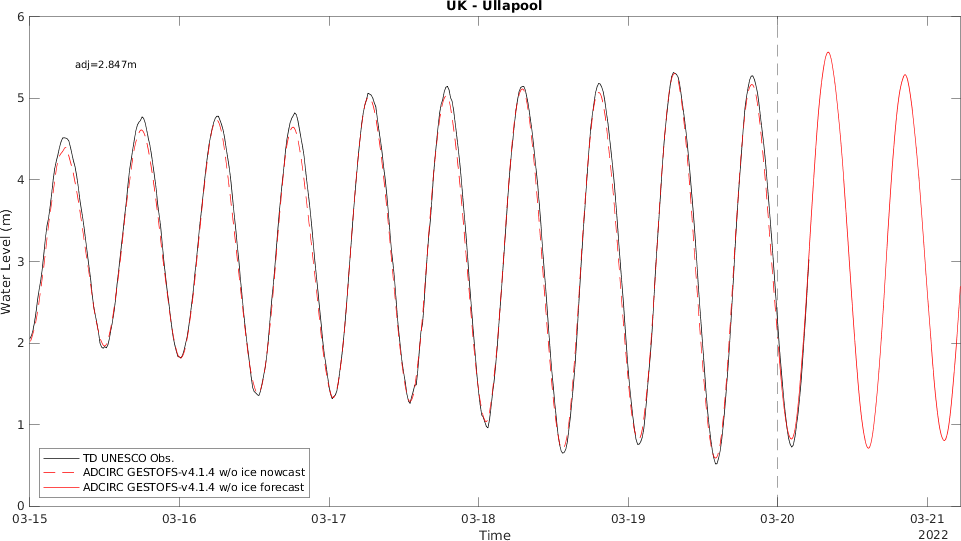 UK - Ullapool
adj=2.847m
Water Level (m)
6
5
4
3
2
1
0
TD UNESCO Obs.
ADCIRC GESTOFS-v4.1.4 w/o ice nowcast
ADCIRC GESTOFS-v4.1.4 w/o ice forecast
03-15 03-16 03-17 03-18 03-19 03-20 03-21
Time
2022